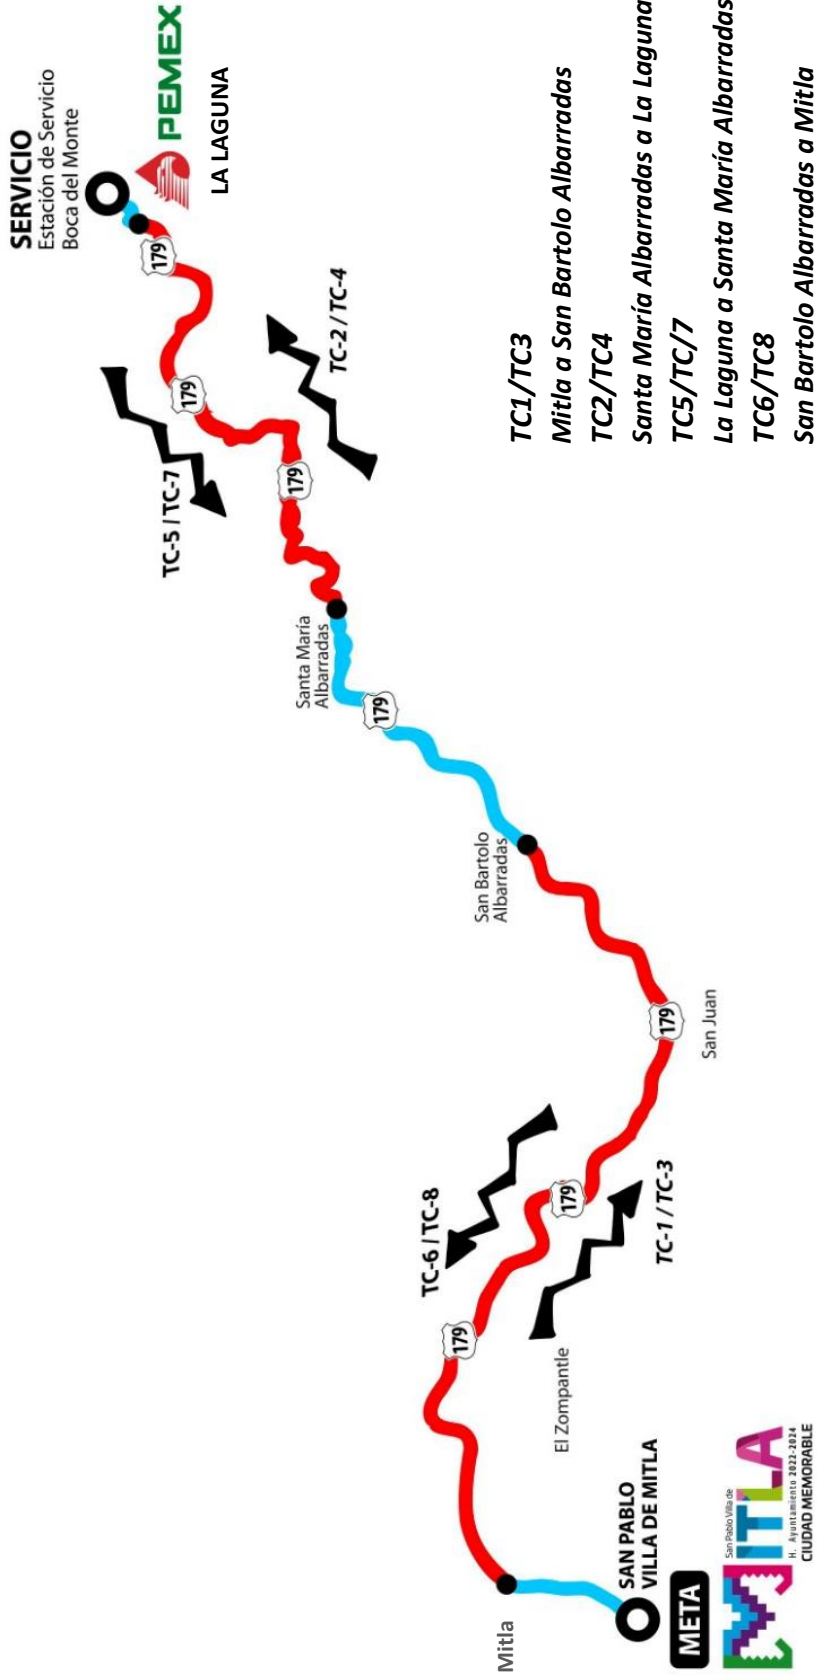 SERVICIO
Estación de Servicio
Boca del Monte
PEMEX
LA LAGUNA
179
TC-5 / TC-7
179
TC-2 / TC-4
179
Santa María
Albarradas
179
San Bartolo
Albarradas
179
San Juan
TC-6 / TC-8
179
TC-1 / TC-3
179
El Zompantle
Mitla
SAN PABLO
VILLA DE MITLA
META
San Pablo Villa de
MITLA
H. Ayuntamiento 2022-2024
CIUDAD MEMORABLE
TC1/TC3
Mitla a San Bartolo Albarradas
TC2/TC4
Santa María Albarradas a La Laguna
TC5/TC/7
La Laguna a Santa María Albarradas
TC6/TC8
San Bartolo Albarradas a Mitla